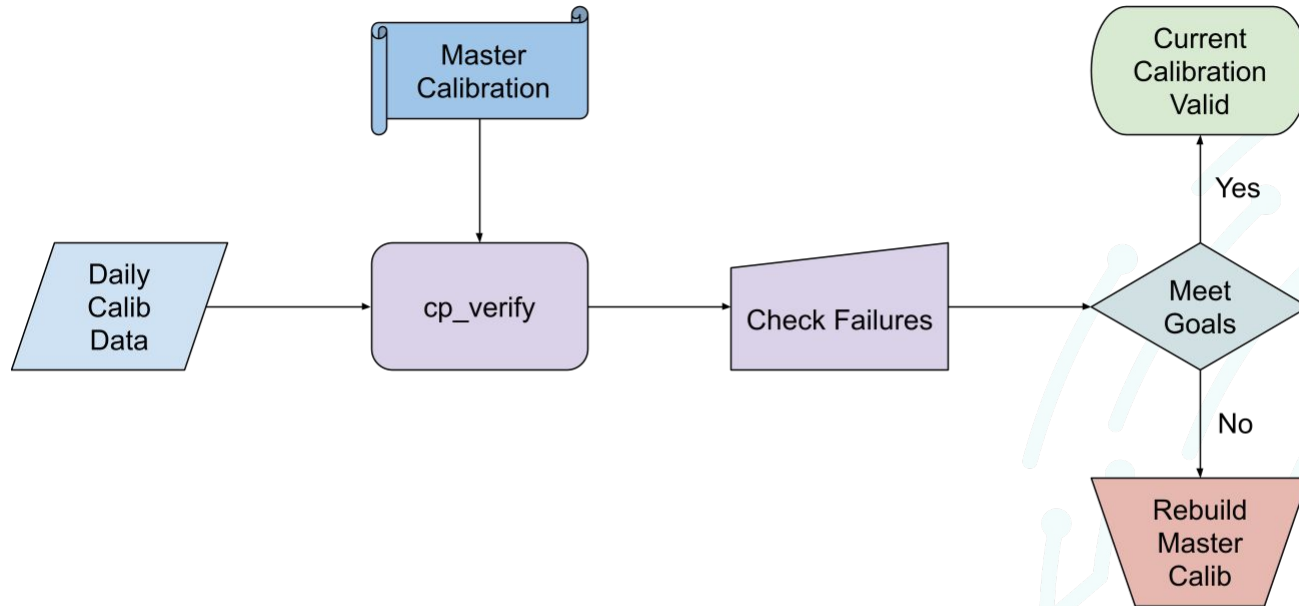 Master
Calibration
Current
Calibration
Valid
Yes
Daily
Calib
Data
cp_verify
Check Failures
Meet
Goals
No
Rebuild
Master
Calib